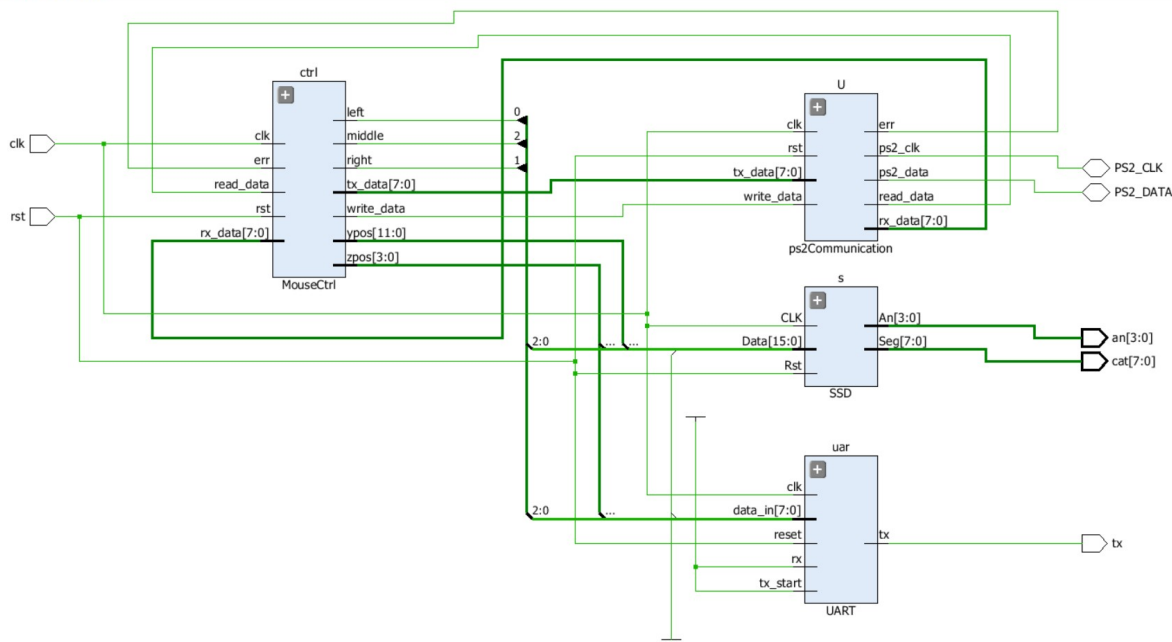 ctrl
+
clk
err
read_data
rst
rx_data[7:0]
left
middle
right
tx_data[7:0]
write_data
ypos[11:0]
zpos[3:0]
MouseCtrl
clk
rst
0
2
1
U
+
clk
rst
tx_data[7:0]
write_data
err
ps2_clk
ps2_data
read_data
rx_data[7:0]
ps2Communication
PS2_CLK
PS2_DATA
s
+
CLK
Data[15:0]
Rst
An[3:0]
Seg[7:0]
SSD
2:0
...
...
an[3:0]
cat[7:0]
uar
+
clk
data_in[7:0]
reset
rx
tx_start
tx
UART
2:0
...
tx